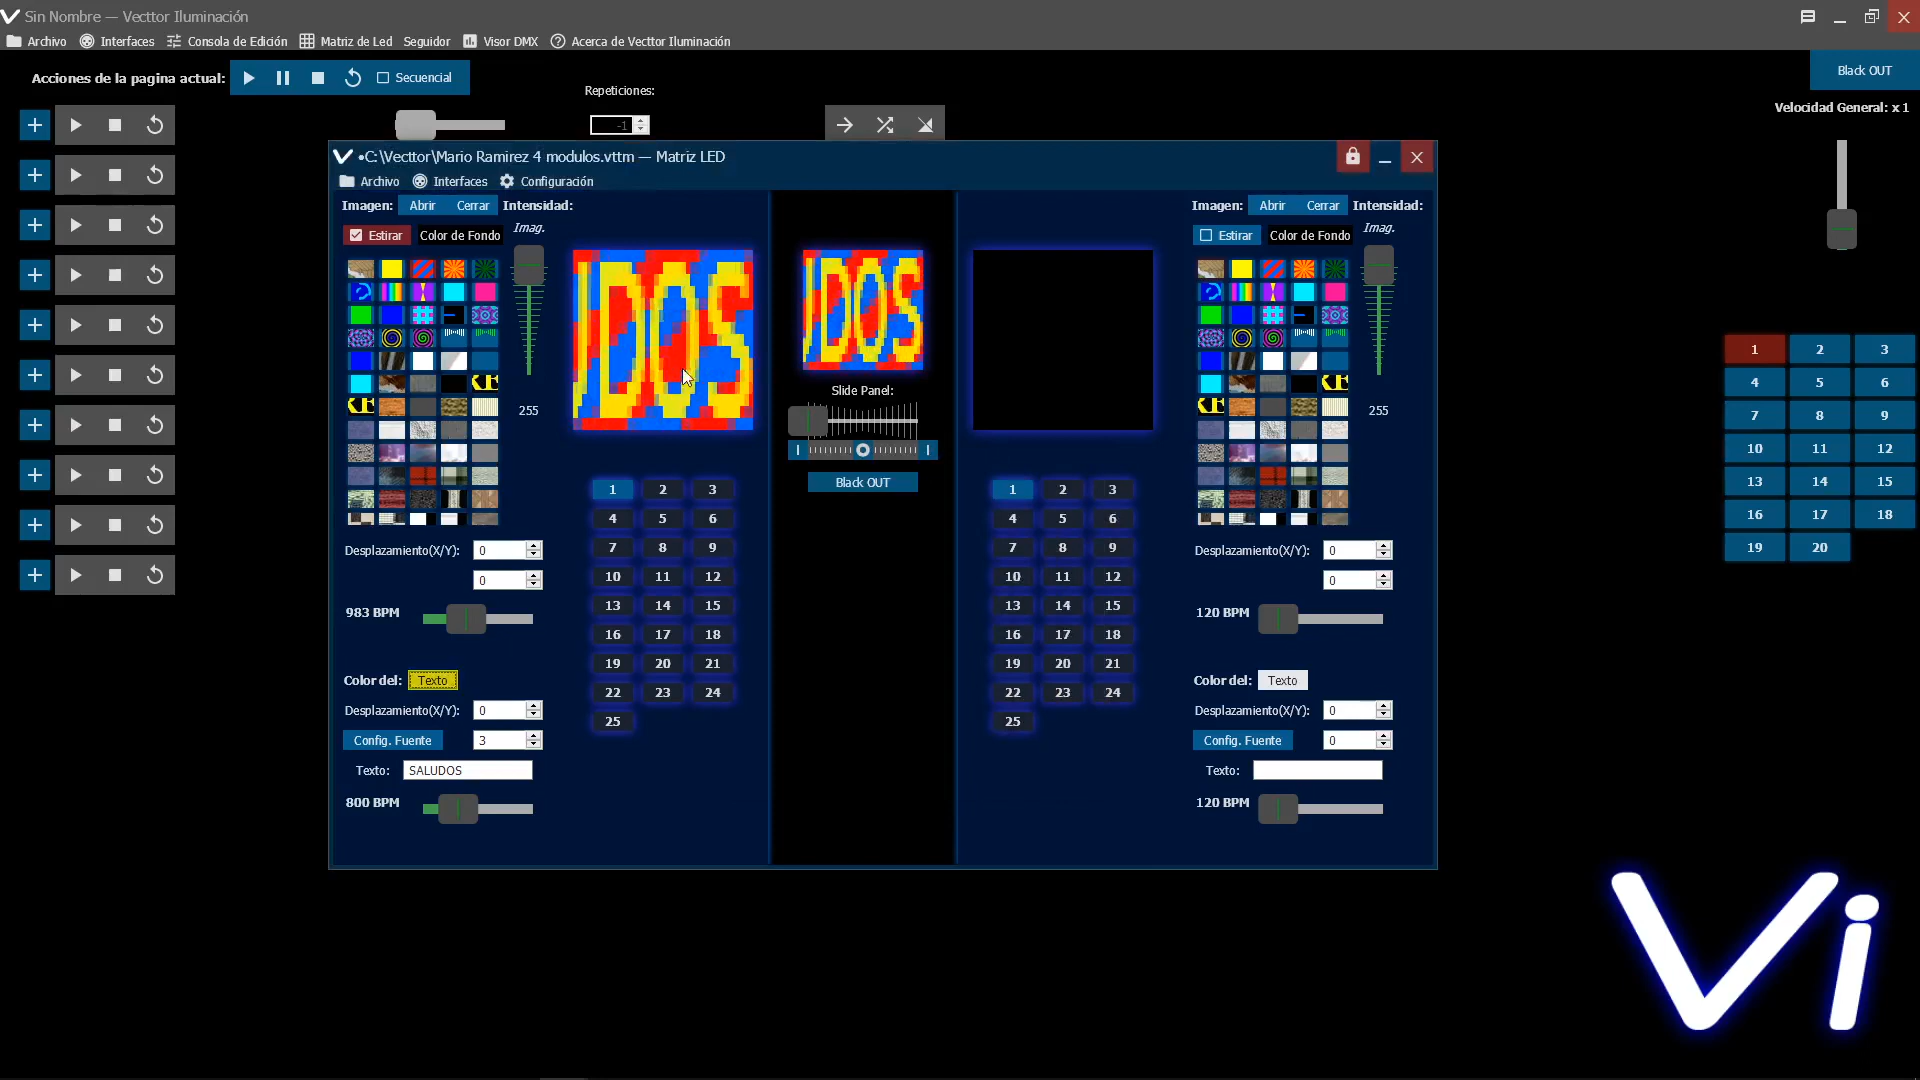 Sin Nombre — Vecttor Iluminación
Archivo Interfaces Consola de Edición Matriz de Led Seguidor Visor DMX Acerca de Vecttor Iluminación
Acciones de la pagina actual: Secuencial
Black OUT
Repeticiones:
-1
Velocidad General: x 1
•C:\Vecttor\Mario Ramirez 4 modulos.vttm — Matriz LED
Archivo Interfaces Configuración
Imagen: Abrir Cerrar Intensidad:
Imag.
Estirar Color de Fondo
255
DOS
Desplazamiento(X/Y): 0
0
983 BPM
Color del: Texto
Desplazamiento(X/Y): 0
Config. Fuente 3
Texto: SALUDOS
800 BPM
1 2 3
4 5 6
7 8 9
10 11 12
13 14 15
16 17 18
19 20 21
22 23 24
25
DOS
Slide Panel:
Black OUT
1 2 3
4 5 6
7 8 9
10 11 12
13 14 15
16 17 18
19 20 21
22 23 24
25
Imagen: Abrir Cerrar Intensidad:
Imag.
Estirar Color de Fondo
255
Desplazamiento(X/Y): 0
0
120 BPM
Color del: Texto
Desplazamiento(X/Y): 0
Config. Fuente 0
Texto:
120 BPM
1 2 3
4 5 6
7 8 9
10 11 12
13 14 15
16 17 18
19 20
Vi